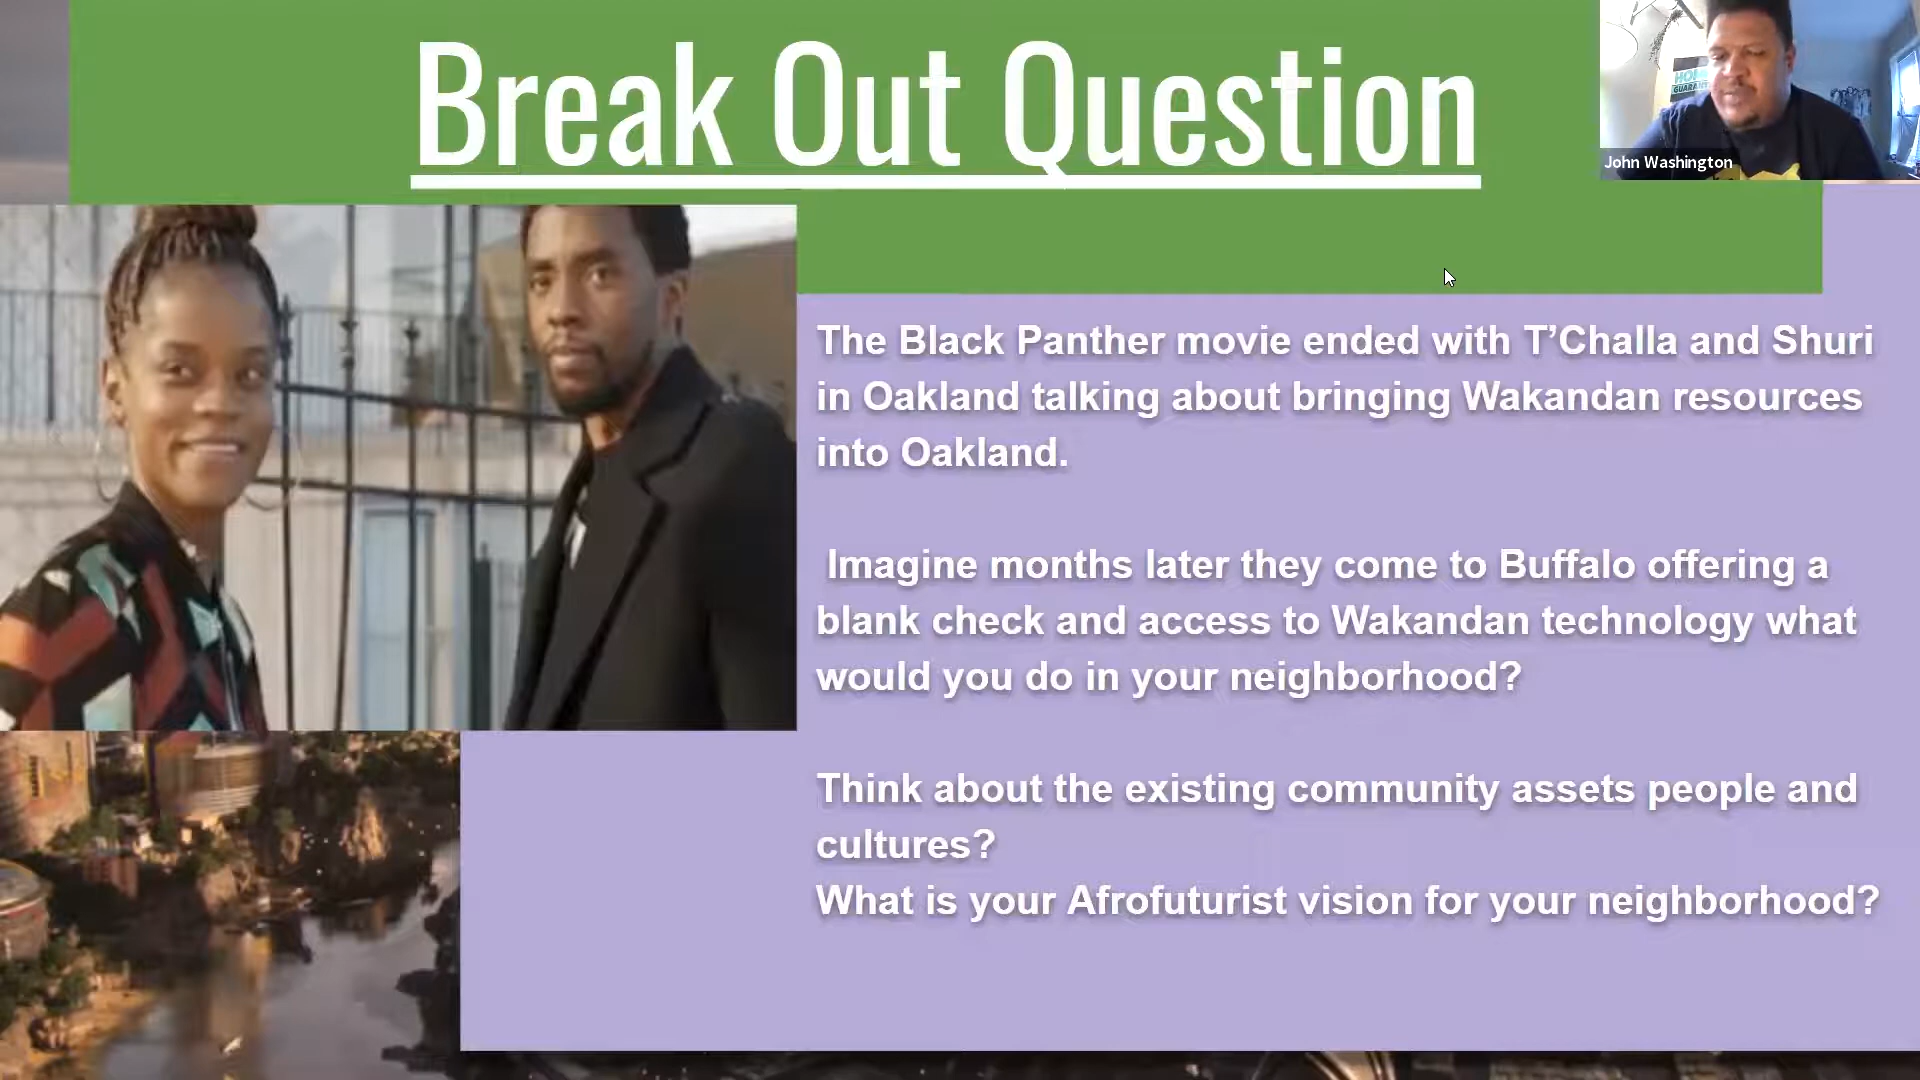 Break Out Question
HOM
GUARANT
John Washington
The Black Panther movie ended with T’Challa and Shuri
in Oakland talking about bringing Wakandan resources
into Oakland.
Imagine months later they come to Buffalo offering a
blank check and access to Wakandan technology what
would you do in your neighborhood?
Think about the existing community assets people and
cultures?
What is your Afrofuturist vision for your neighborhood?